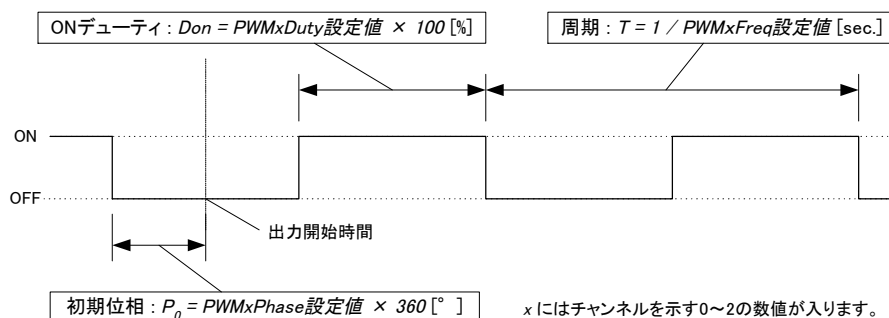 ONデューティ : Don = PWMxDuty設定値 × 100 [%]
周期 : T = 1 / PWMxFreq設定値 [sec.]
ON
OFF
出力開始時間
初期位相 : P0 = PWMxPhase設定値 × 360 [° ]
x にはチャンネルを示す0～2の数値が入ります。